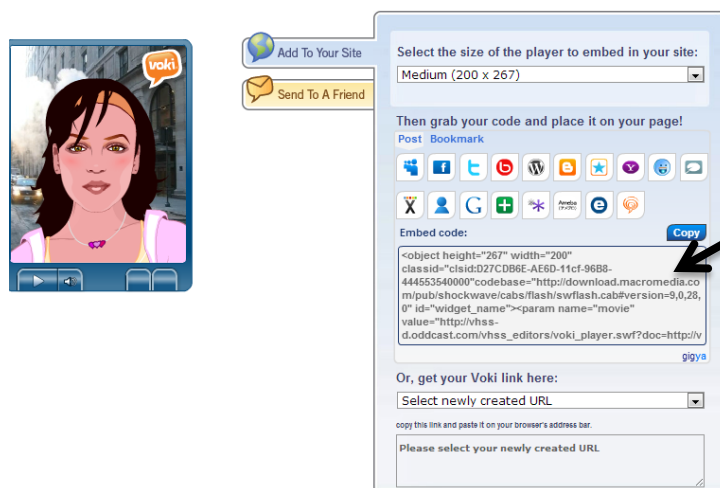 voki
Add To Your Site
Send To A Friend
Select the size of the player to embed in your site:
Medium (200 x 267)
Then grab your code and place it on your page!
Post Bookmark
Embed code:
Copy
<object height="267" width="200"
classid="clsid:D27CDB6E-AE6D-11cf-96B8-
444553540000"codebase="http://download.macromedia.co
m/pub/shockwave/cabs/flash/swflash.cab#version=9,0,28,
0" id="widget_name"><param name="movie"
value="http://vhss-
d.oddcast.com/vhss_editors/voki_player.swf?doc=http://v
gigya
Or, get your Voki link here:
Select newly created URL
copy this link and paste it on your browser's address bar.
Please select your newly created URL